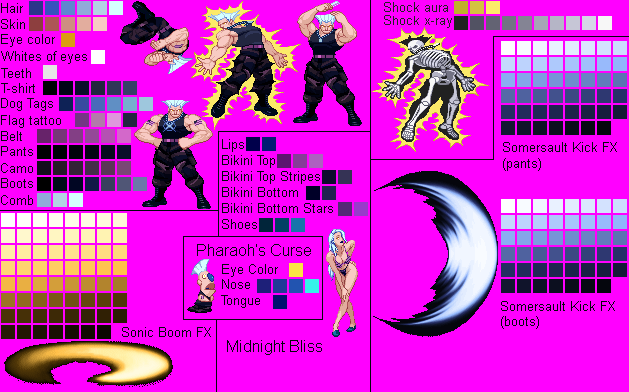 Hair
Skin
Eye color
Whites of eyes
Teeth
T-shirt
Dog Tags
Flag tattoo
Belt
Pants
Camo
Boots
Comb
Shock aura
Shock x-ray
Somersault Kick FX
(pants)
Lips
Bikini Top
Bikini Top Stripes
Bikini Bottom
Bikini Bottom Stars
Shoes
Pharaoh's Curse
Eye Color
Nose
Tongue
Sonic Boom FX
Midnight Bliss
Somersault Kick FX
(boots)